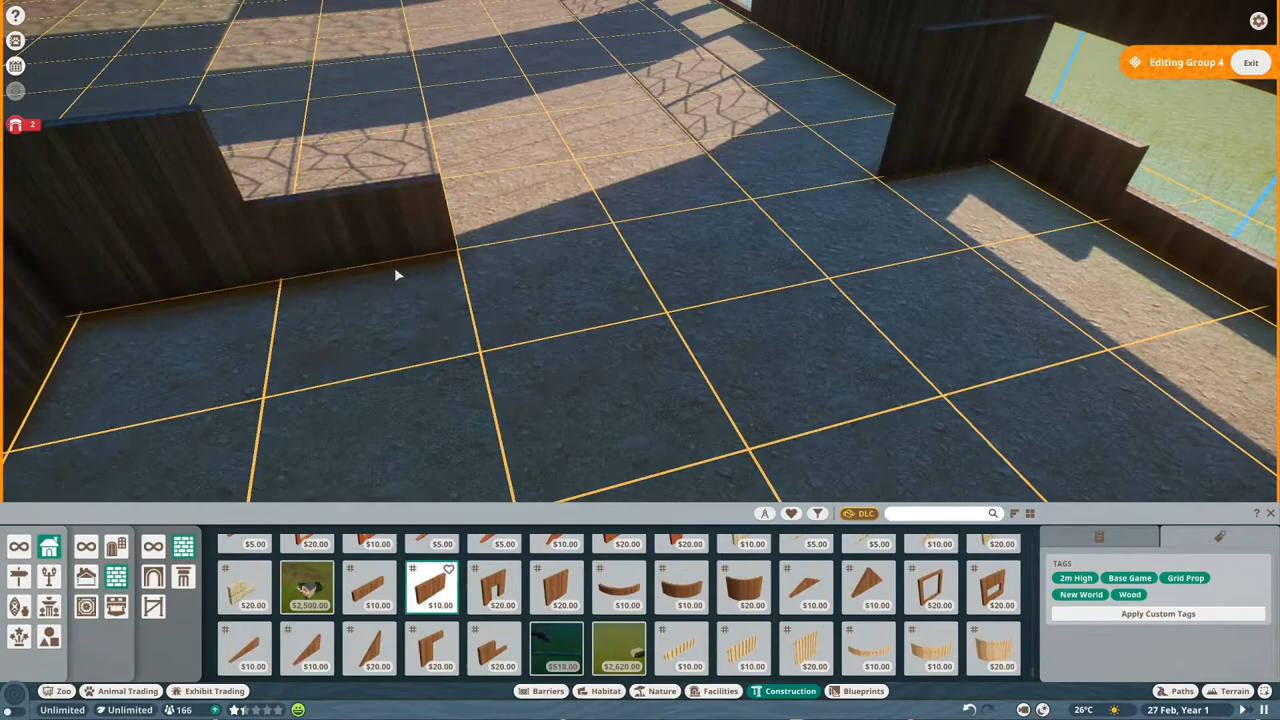 ?
Editing Group 4
Exit
2
DLC
?
$5.00
$20.00
$10.00
$5.00
$20.00
$10.00
$20.00
$10.00
$5.00
$10.00
$20.00
$20.00
$2,500.00
$10.00
$10.00
$20.00
$20.00
$10.00
$20.00
$20.00
$10.00
$10.00
$20.00
$20.00
$10.00
$10.00
$10.00
$20.00
$20.00
$510.00
$2,620.00
$10.00
$10.00
$20.00
$10.00
$10.00
$20.00
TAGS
2m High
Base Game
Grid Prop
New World
Wood
Apply Custom Tags
Zoo
Animal Trading
Exhibit Trading
Barriers
Habitat
Nature
Facilities
Construction
Blueprints
Paths
Terrain
Unlimited
Unlimited
166
26°C
27 Feb, Year 1